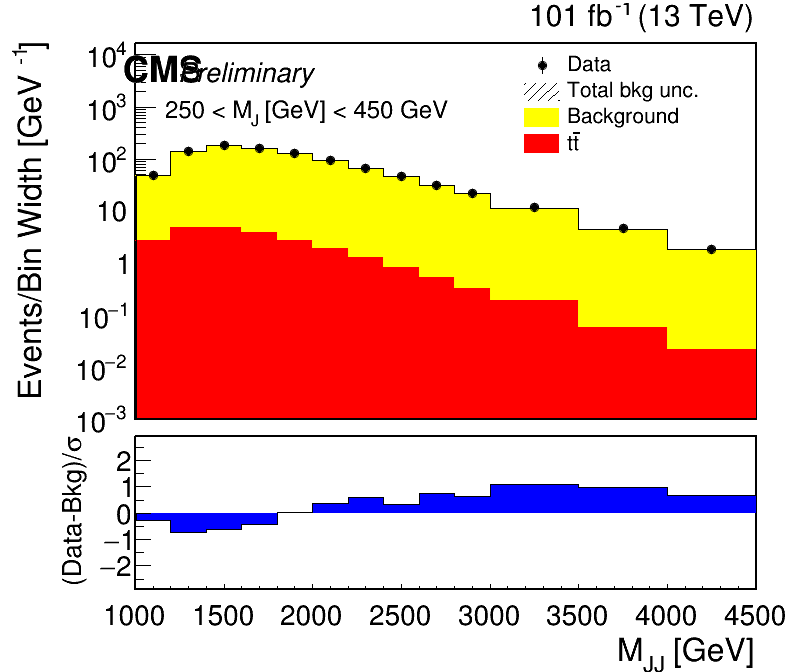 101 fb⁻¹ (13 TeV)
CMS Preliminary
250 < M_J [GeV] < 450 GeV
Data
Total bkg unc.
Background
tt̄
Events/Bin Width [GeV⁻¹]
10⁴
10³
10²
10
1
10⁻¹
10⁻²
10⁻³
(Data-Bkg)/σ
2
1
0
−1
−2
1000 1500 2000 2500 3000 3500 4000 4500
M_JJ [GeV]